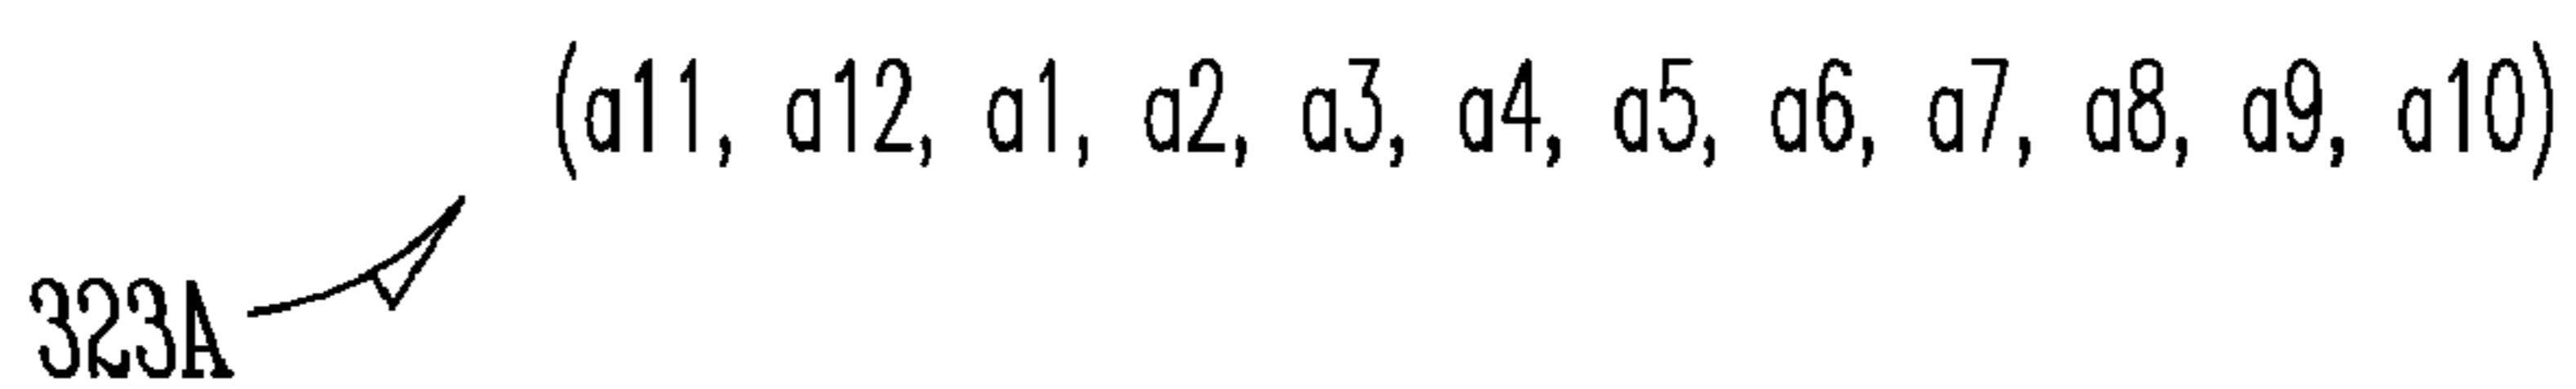 (a11, a12, a1, a2, a3, a4, a5, a6, a7, a8, a9, a10)
323A